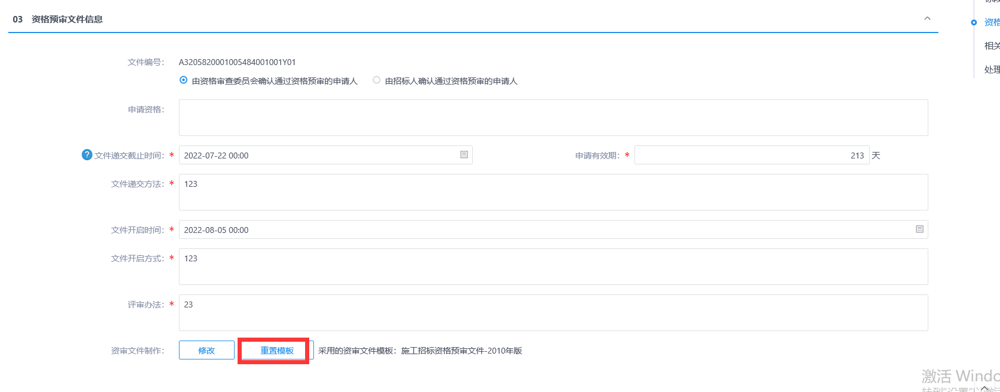 03 资格预审文件信息
资格
相关
处理
文件编号： A3205820001005484001001Y01
由资格审查委员会确认通过资格预审的申请人 由招标人确认通过资格预审的申请人
申请资格：
? 文件递交截止时间： * 2022-07-22 00:00 申请有效期： * 213 天
文件递交方法： * 123
文件开启时间： * 2022-08-05 00:00
文件开启方式： * 123
评审办法： * 23
资审文件制作： 修改 重置模板 采用的资审文件模板：施工招标资格预审文件-2010年版
激活 Windo